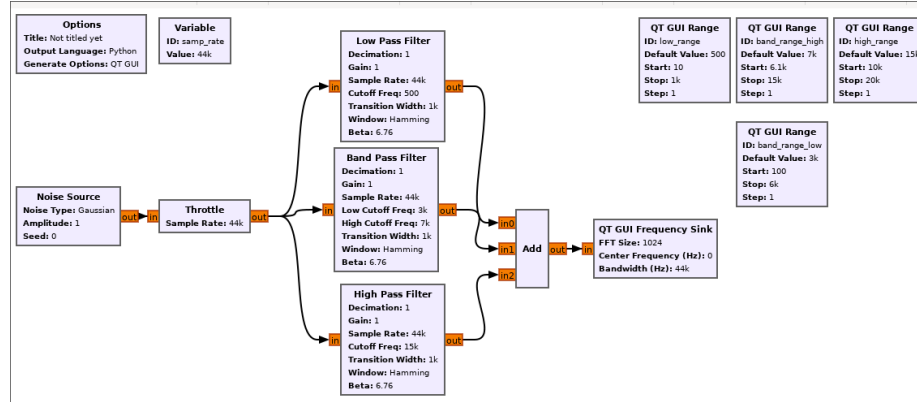 Options
Title: Not titled yet
Output Language: Python
Generate Options: QT GUI
Variable
ID: samp_rate
Value: 44k
Low Pass Filter
Decimation: 1
Gain: 1
Sample Rate: 44k
Cutoff Freq: 500
Transition Width: 1k
Window: Hamming
Beta: 6.76
in
out
QT GUI Range
ID: low_range
Default Value: 500
Start: 10
Stop: 1k
Step: 1
QT GUI Range
ID: band_range_high
Default Value: 7k
Start: 6.1k
Stop: 15k
Step: 1
QT GUI Range
ID: high_range
Default Value: 15k
Start: 10k
Stop: 20k
Step: 1
QT GUI Range
ID: band_range_low
Default Value: 3k
Start: 100
Stop: 6k
Step: 1
Noise Source
Noise Type: Gaussian
Amplitude: 1
Seed: 0
out
in
Throttle
Sample Rate: 44k
out
in
Band Pass Filter
Decimation: 1
Gain: 1
Sample Rate: 44k
Low Cutoff Freq: 3k
High Cutoff Freq: 7k
Transition Width: 1k
Window: Hamming
Beta: 6.76
out
in0
in1
in2
Add
out
in
QT GUI Frequency Sink
FFT Size: 1024
Center Frequency (Hz): 0
Bandwidth (Hz): 44k
in
High Pass Filter
Decimation: 1
Gain: 1
Sample Rate: 44k
Cutoff Freq: 15k
Transition Width: 1k
Window: Hamming
Beta: 6.76
out